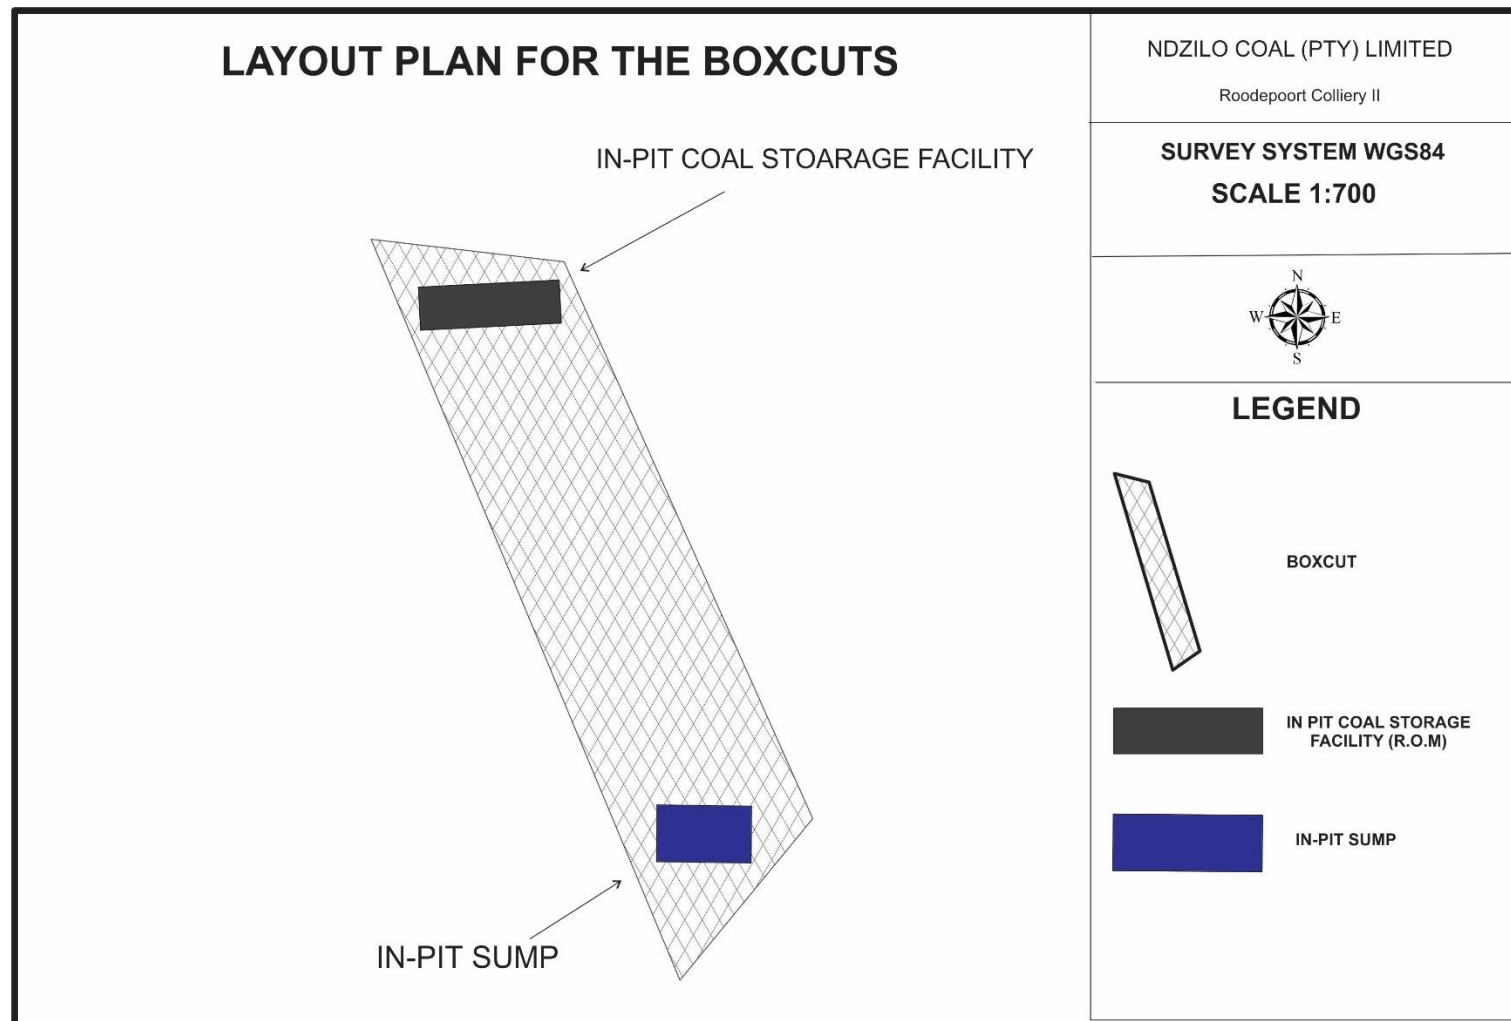 LAYOUT PLAN FOR THE BOXCUTS
IN-PIT COAL STOARAGE FACILITY
IN-PIT SUMP
NDZILO COAL (PTY) LIMITED
Roodepoort Colliery II
SURVEY SYSTEM WGS84
SCALE 1:700
N
W E
S
LEGEND
BOXCUT
IN PIT COAL STORAGE
FACILITY (R.O.M)
IN-PIT SUMP